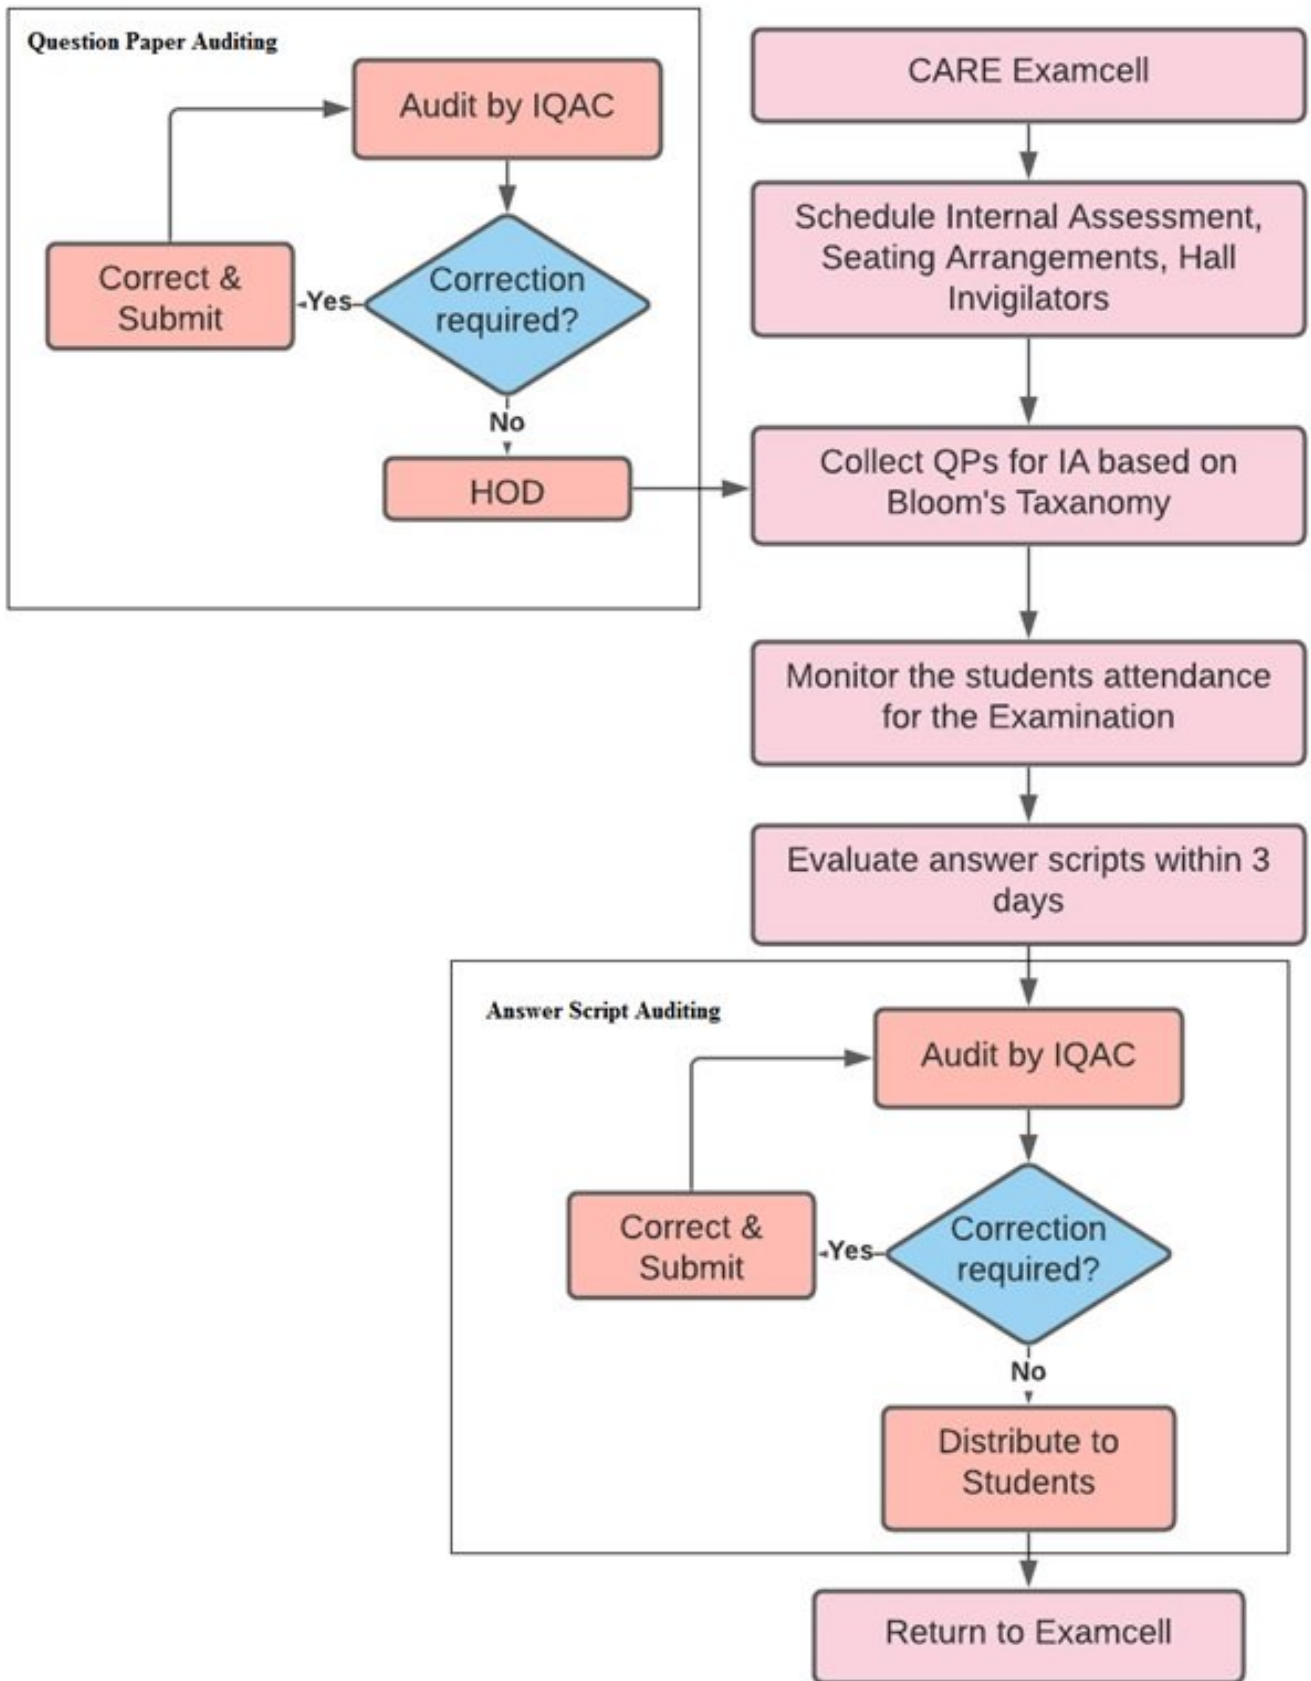 Question Paper Auditing
Audit by IQAC
Correction
required?
Yes
Correct &
Submit
No
HOD
CARE Examcell
Schedule Internal Assessment,
Seating Arrangements, Hall
Invigilators
Collect QPs for IA based on
Bloom's Taxanomy
Monitor the students attendance
for the Examination
Evaluate answer scripts within 3
days
Answer Script Auditing
Audit by IQAC
Correction
required?
Yes
Correct &
Submit
No
Distribute to
Students
Return to Examcell